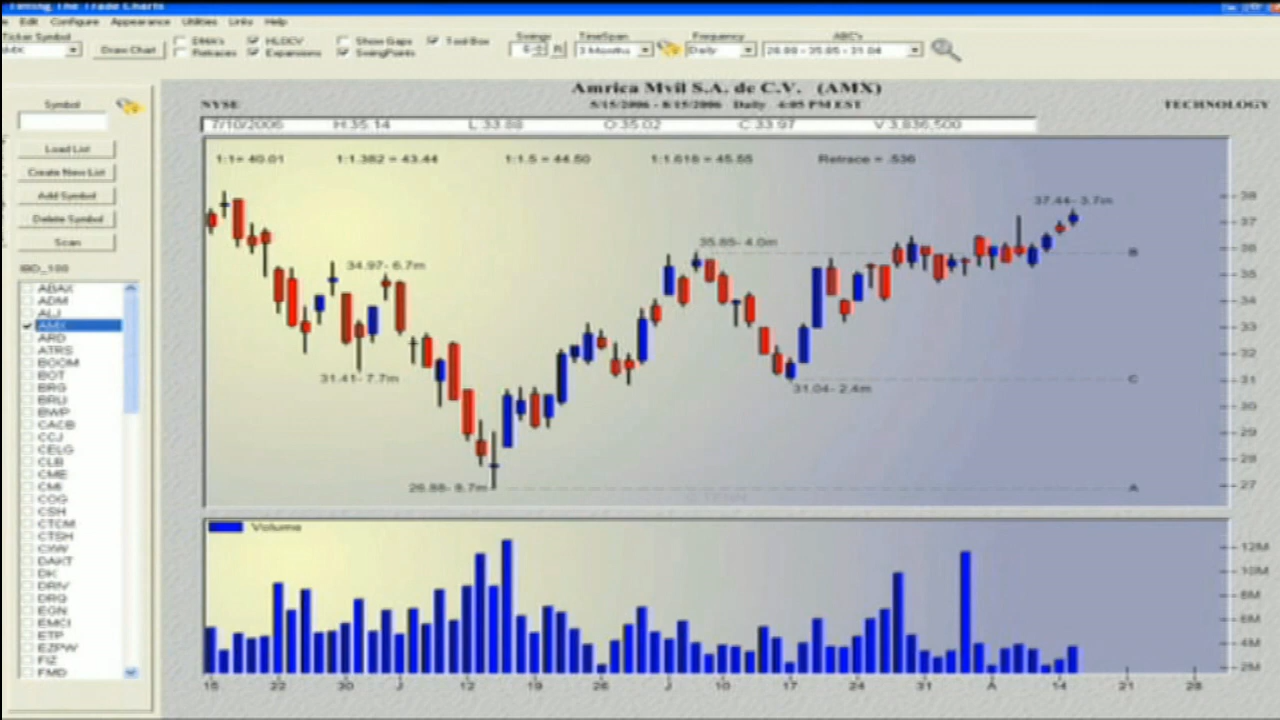 Timing The Trade Charts
Edit Configure Appearance Utilities Links Help
Ticker Symbol
AMX
Draw Chart
DMA's
Retraces
HLOCV
Expansions
Show Gaps
SwingPoints
Tool Box
Swings
6
R
TimeSpan
3 Months
Frequency
Daily
ABC's
26.88 - 35.85 - 31.04
Symbol
Load List
Create New List
Add Symbol
Delete Symbol
Scan
IBD_100
ABAX
ADM
ALJ
AMX
ARD
ATRS
BOOM
BOT
BRG
BRLI
BWP
CACB
CCJ
CELG
CLB
CME
CMI
COG
CSH
CTCM
CTSH
CXW
DAKT
DK
DRIV
DRQ
EGN
EMCI
ETP
EZPW
FIZ
FMD
Amrica Mvil S.A. de C.V. (AMX)
NYSE
5/15/2006 - 8/15/2006 Daily 4:05 PM EST
TECHNOLOGY
7/10/2006 H:35.14 L:33.88 O:35.02 C:33.97 V:3,836,500
1:1= 40.01 1:1.382 = 43.44 1:1.5 = 44.50 1:1.618 = 45.55 Retrace = .536
37.44- 3.7m
35.85- 4.0m
B
34.97- 6.7m
31.41- 7.7m
31.04- 2.4m
C
26.88- 8.7m
A
38
37
36
35
34
33
32
31
30
29
28
27
Volume
12M
10M
8M
6M
4M
2M
15 22 30 J 12 19 26 J 10 17 24 31 A 14 21 28